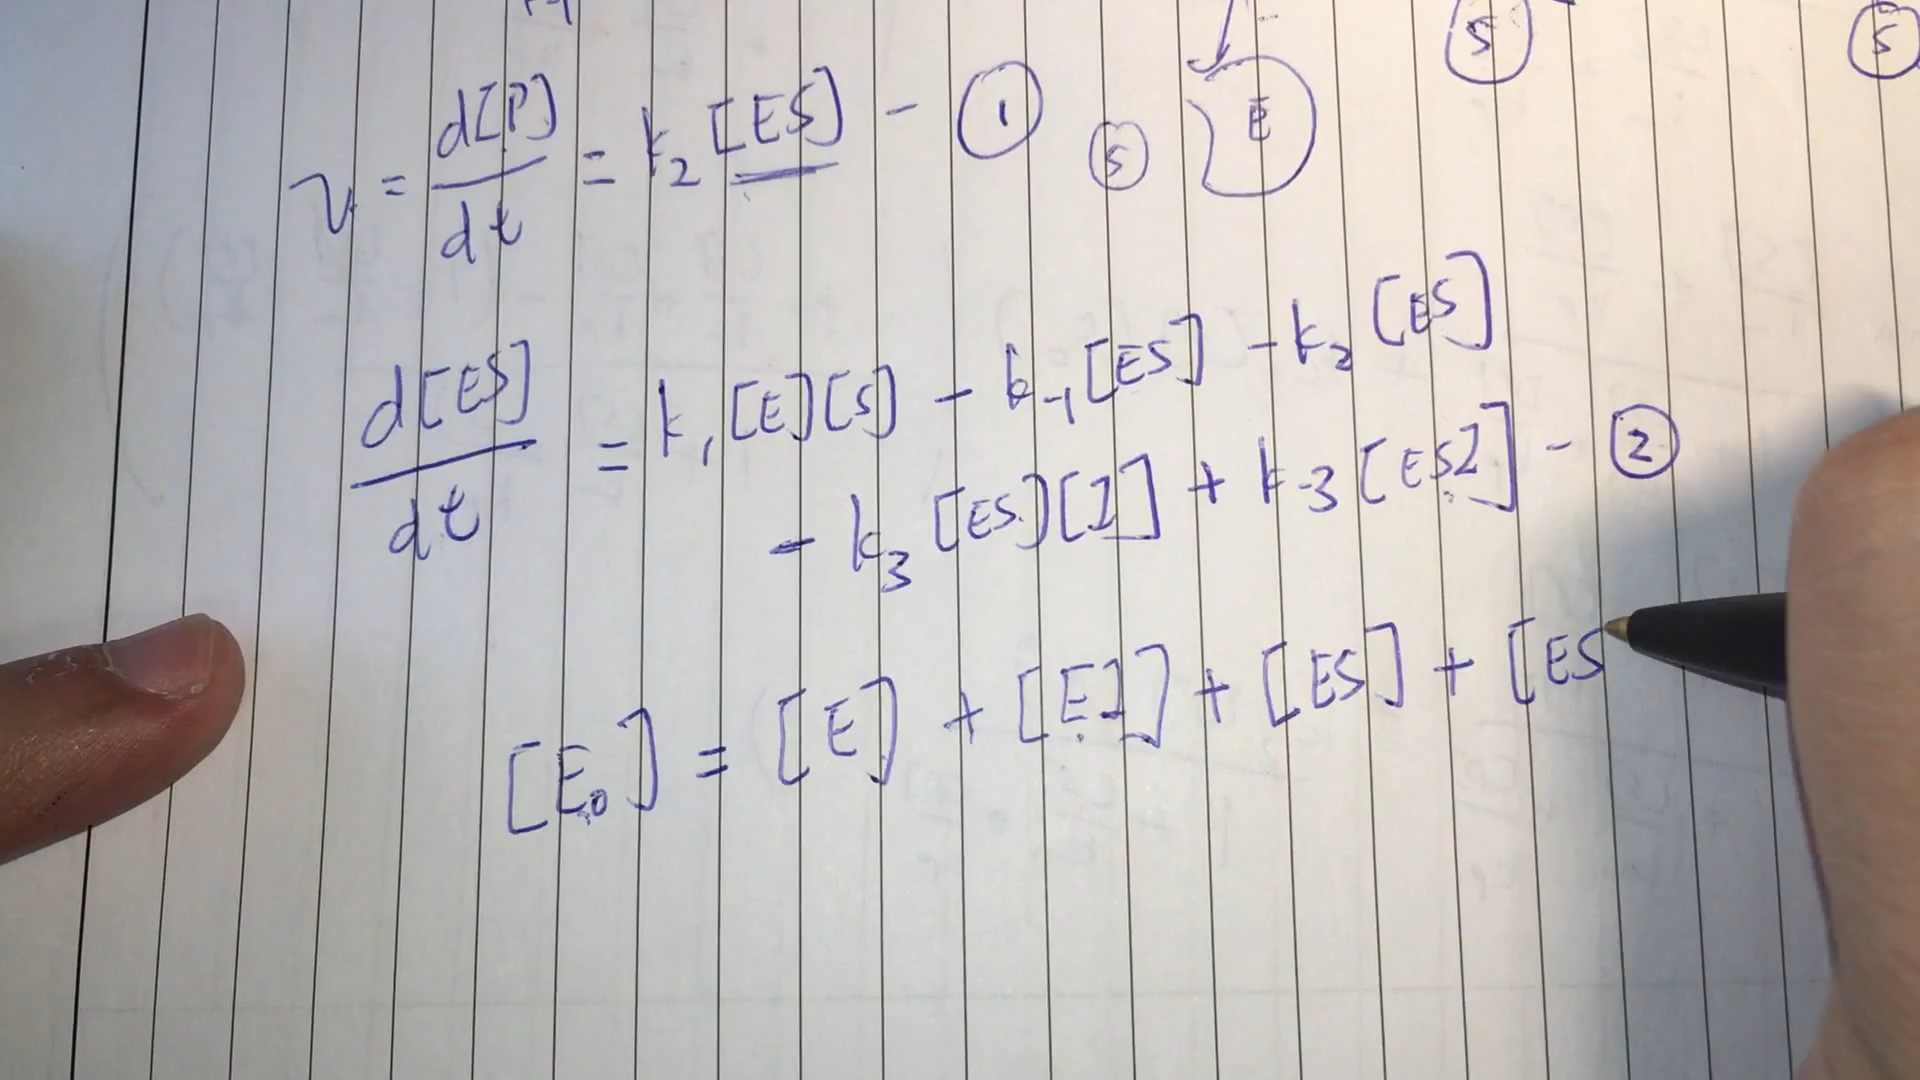 S S
v = d[P]/dt = k₂ [ES] - ① S E
d[ES]/dt = k₁[E][S] - k₋₁[ES] - k₂[ES]
- k₃[ES][I] + k₋₃[ESI] - ②
[E₀] = [E] + [EI] + [ES] + [ES